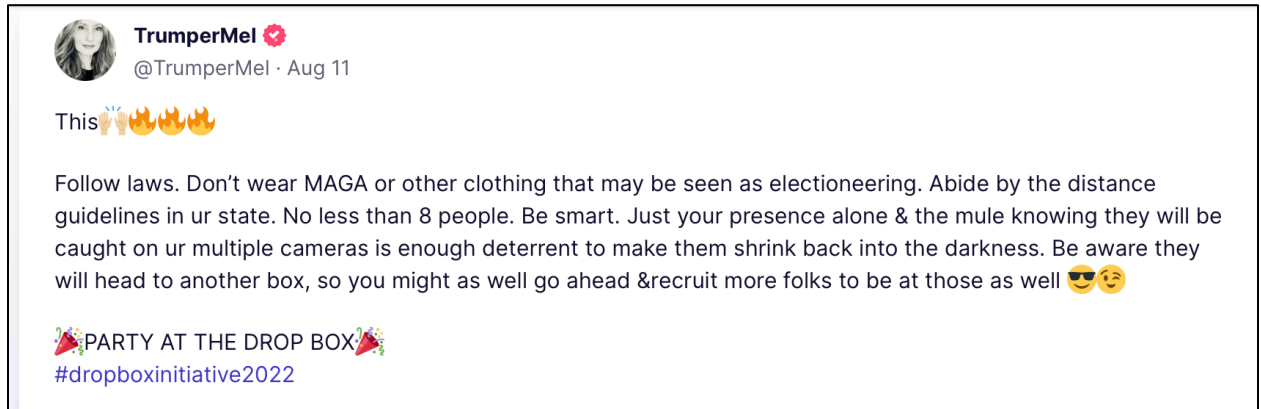 TrumperMel
@TrumperMel · Aug 11
This🙌🏼🔥🔥🔥
Follow laws. Don’t wear MAGA or other clothing that may be seen as electioneering. Abide by the distance
guidelines in ur state. No less than 8 people. Be smart. Just your presence alone & the mule knowing they will be
caught on ur multiple cameras is enough deterrent to make them shrink back into the darkness. Be aware they
will head to another box, so you might as well go ahead &recruit more folks to be at those as well 😎😉
🎉PARTY AT THE DROP BOX🎉
#dropboxinitiative2022